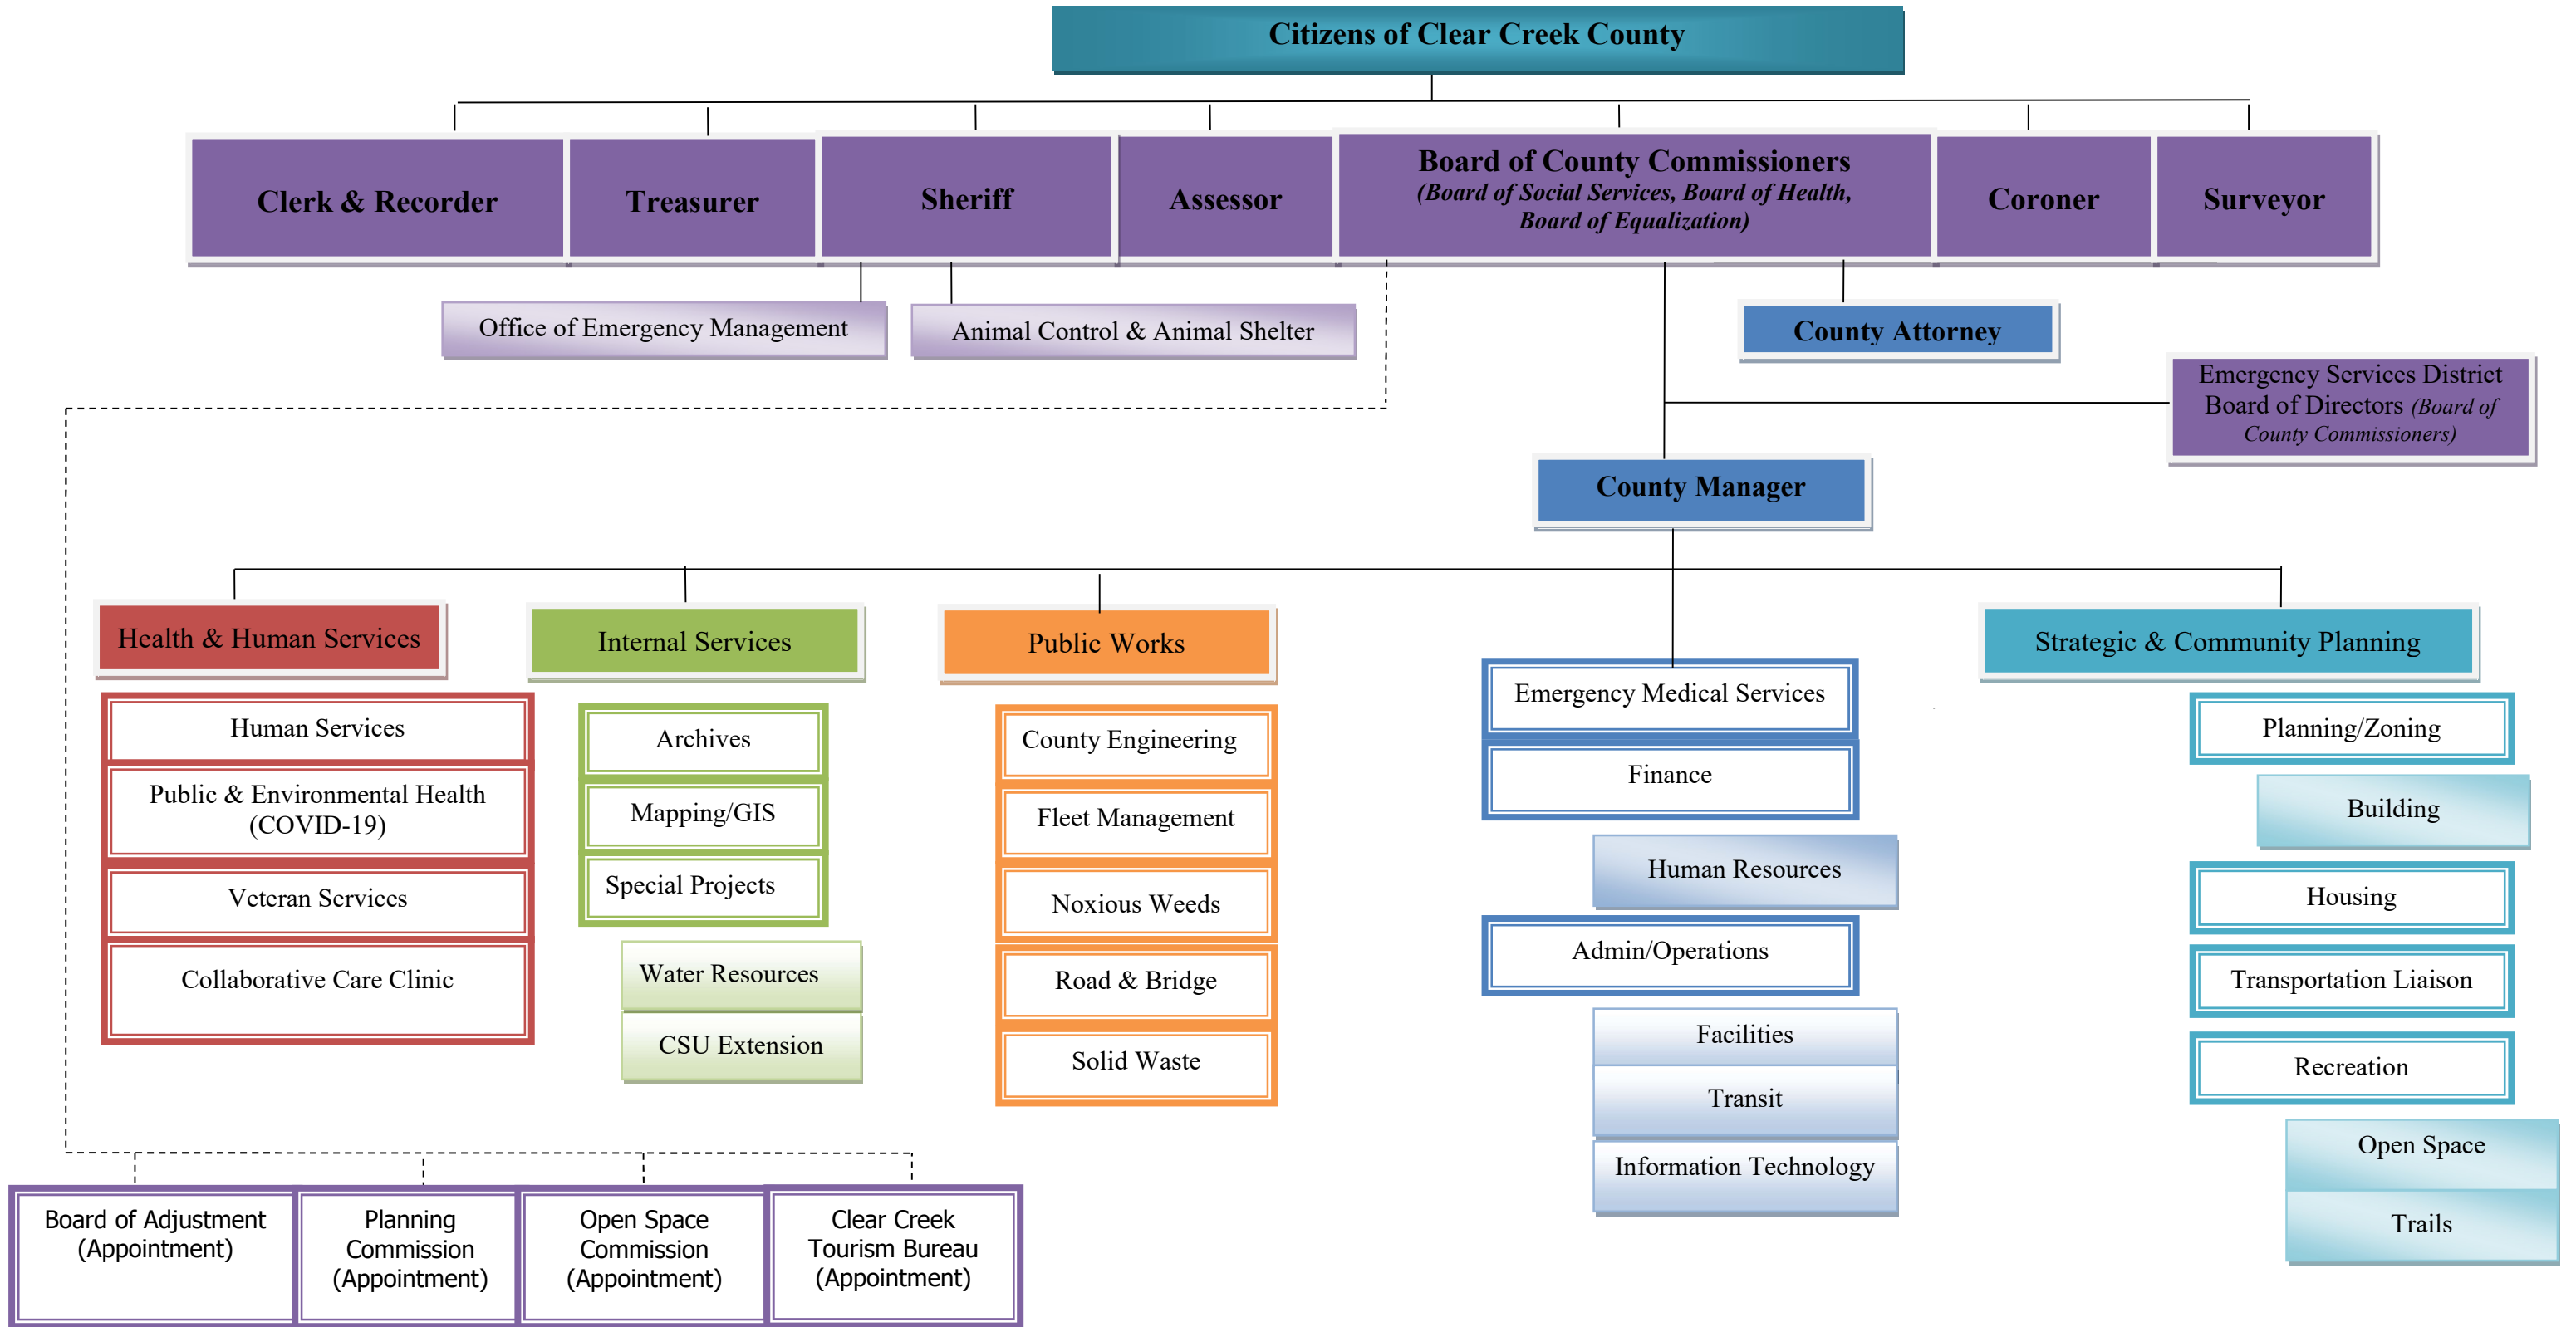 Citizens of Clear Creek County
Clerk & Recorder
Treasurer
Sheriff
Assessor
Board of County Commissioners
(Board of Social Services, Board of Health,
Board of Equalization)
Coroner
Surveyor
Office of Emergency Management
Animal Control & Animal Shelter
County Attorney
Emergency Services District
Board of Directors (Board of
County Commissioners)
County Manager
Health & Human Services
Human Services
Public & Environmental Health
(COVID-19)
Veteran Services
Collaborative Care Clinic
Internal Services
Archives
Mapping/GIS
Special Projects
Water Resources
CSU Extension
Public Works
County Engineering
Fleet Management
Noxious Weeds
Road & Bridge
Solid Waste
Emergency Medical Services
Finance
Human Resources
Admin/Operations
Facilities
Transit
Information Technology
Strategic & Community Planning
Planning/Zoning
Building
Housing
Transportation Liaison
Recreation
Open Space
Trails
Board of Adjustment
(Appointment)
Planning
Commission
(Appointment)
Open Space
Commission
(Appointment)
Clear Creek
Tourism Bureau
(Appointment)